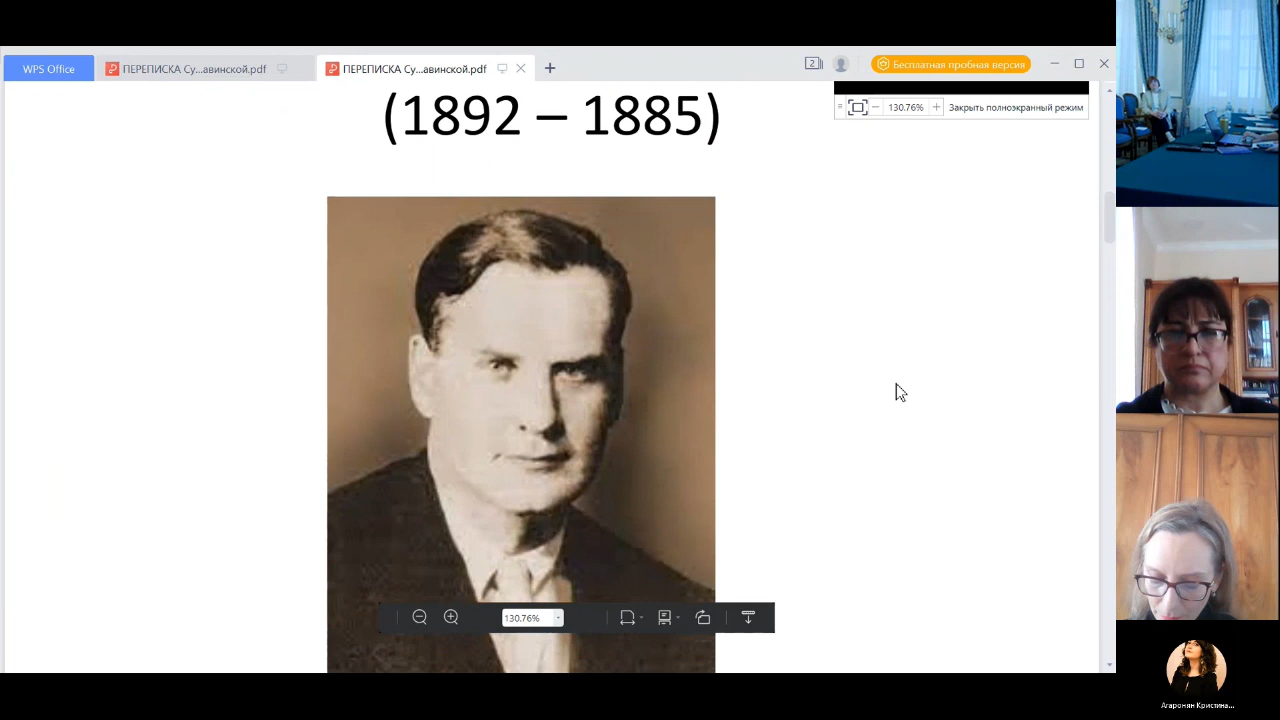 WPS Office
ПЕРЕПИСКА Су...авинской.pdf
ПЕРЕПИСКА Су...авинской.pdf
2
Бесплатная пробная версия
(1892 – 1885)
130.76%
Закрыть полноэкранный режим
130.76%
Агаронян Кристина...